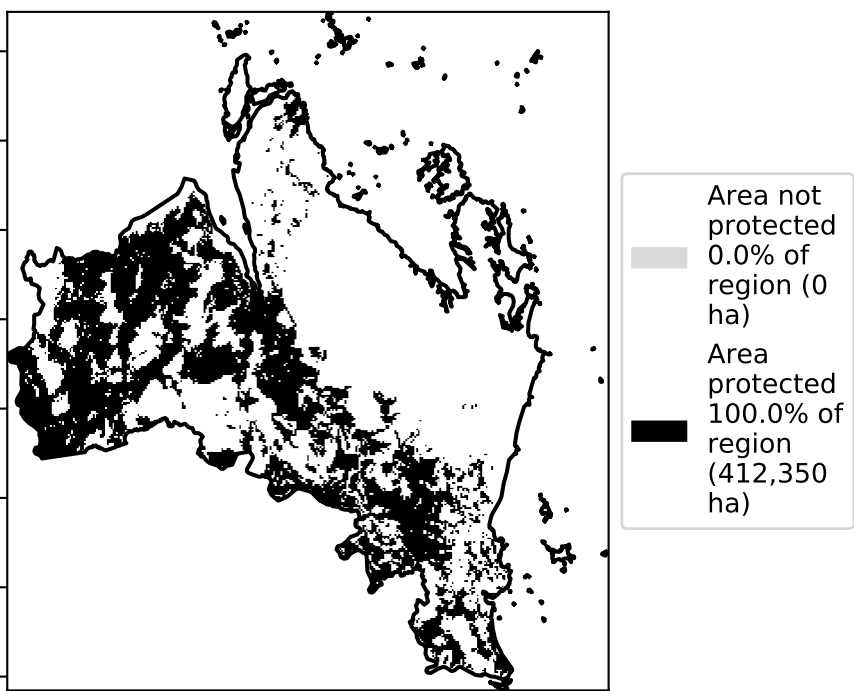 Area not
protected
0.0% of
region (0
ha)
Area
protected
100.0% of
region
(412,350
ha)